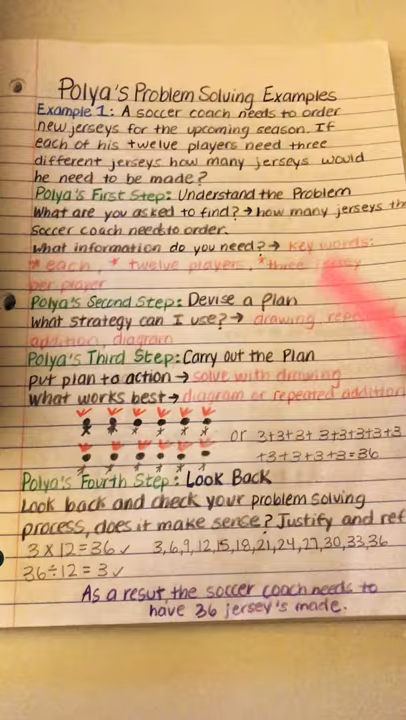 Polya's Problem Solving Examples
Example 1: A soccer coach needs to order
new jerseys for the upcoming season. If
each of his twelve players need three
different jerseys how many jerseys would
he need to be made?
Polya's First Step: Understand the Problem
What are you asked to find? → how many jerseys the
soccer coach needs to order.
What information do you need? → Key words:
* each, * twelve players, * three jersey
per player
Polya's Second Step: Devise a Plan
What strategy can I use? → drawing,
addition, diagram
Polya's Third Step: Carry out the Plan
put plan to action → solve with drawing
What works best → diagram or repeated addition
or 3+3+3+3+3+3+3+3
+3+3+3+3=36
Polya's Fourth Step: Look Back
Look back and check your problem solving
process, does it make sense? Justify and
3 x 12 = 36 ✓ 3,6,9,12,15,18,21,24,27,30,33,36
36÷12 = 3 ✓
As a resut, the soccer coach needs to
have 36 jersey's made.